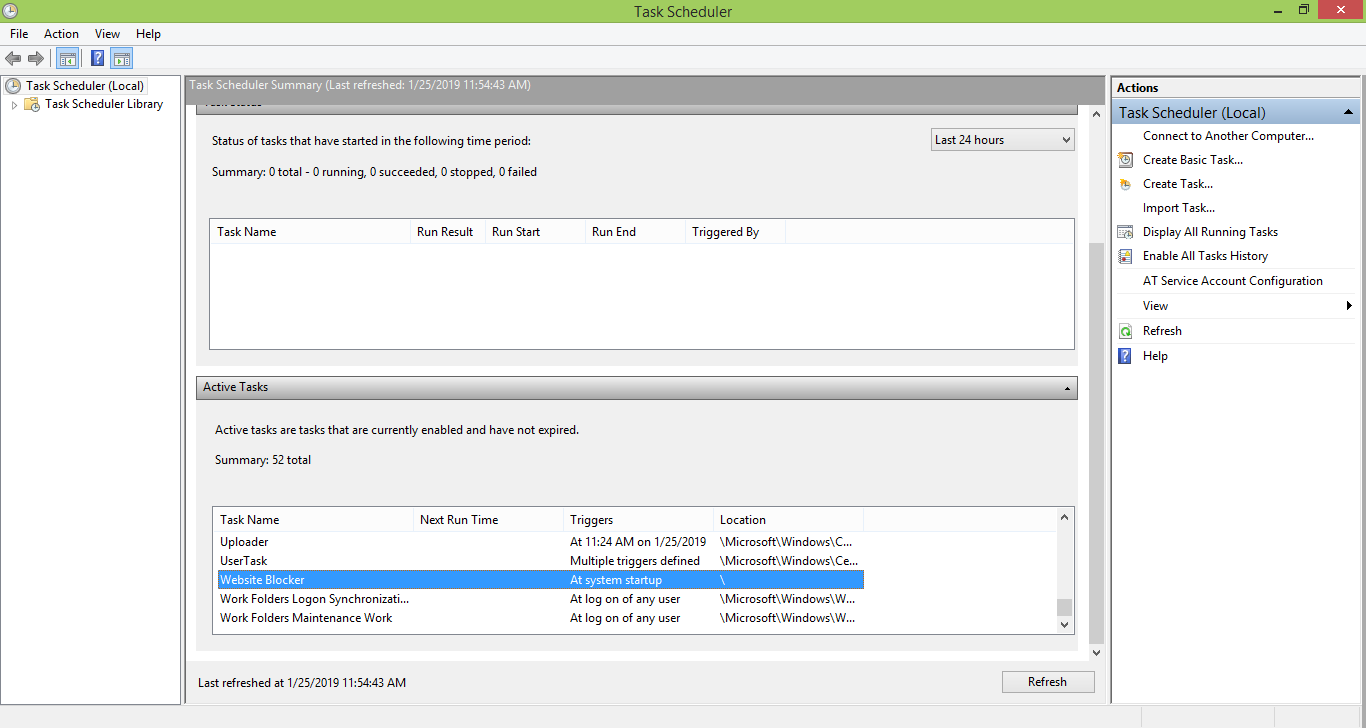 Task Scheduler
File Action View Help
Task Scheduler (Local)
Task Scheduler Library
Task Scheduler Summary (Last refreshed: 1/25/2019 11:54:43 AM)
Task Status
Status of tasks that have started in the following time period:
Last 24 hours
Summary: 0 total - 0 running, 0 succeeded, 0 stopped, 0 failed
Task Name Run Result Run Start Run End Triggered By
Active Tasks
Active tasks are tasks that are currently enabled and have not expired.
Summary: 52 total
Task Name Next Run Time Triggers Location
Uploader At 11:24 AM on 1/25/2019 \Microsoft\Windows\C...
UserTask Multiple triggers defined \Microsoft\Windows\Ce...
Website Blocker At system startup \
Work Folders Logon Synchronizati... At log on of any user \Microsoft\Windows\W...
Work Folders Maintenance Work At log on of any user \Microsoft\Windows\W...
Last refreshed at 1/25/2019 11:54:43 AM
Refresh
Actions
Task Scheduler (Local)
Connect to Another Computer...
Create Basic Task...
Create Task...
Import Task...
Display All Running Tasks
Enable All Tasks History
AT Service Account Configuration
View
Refresh
Help